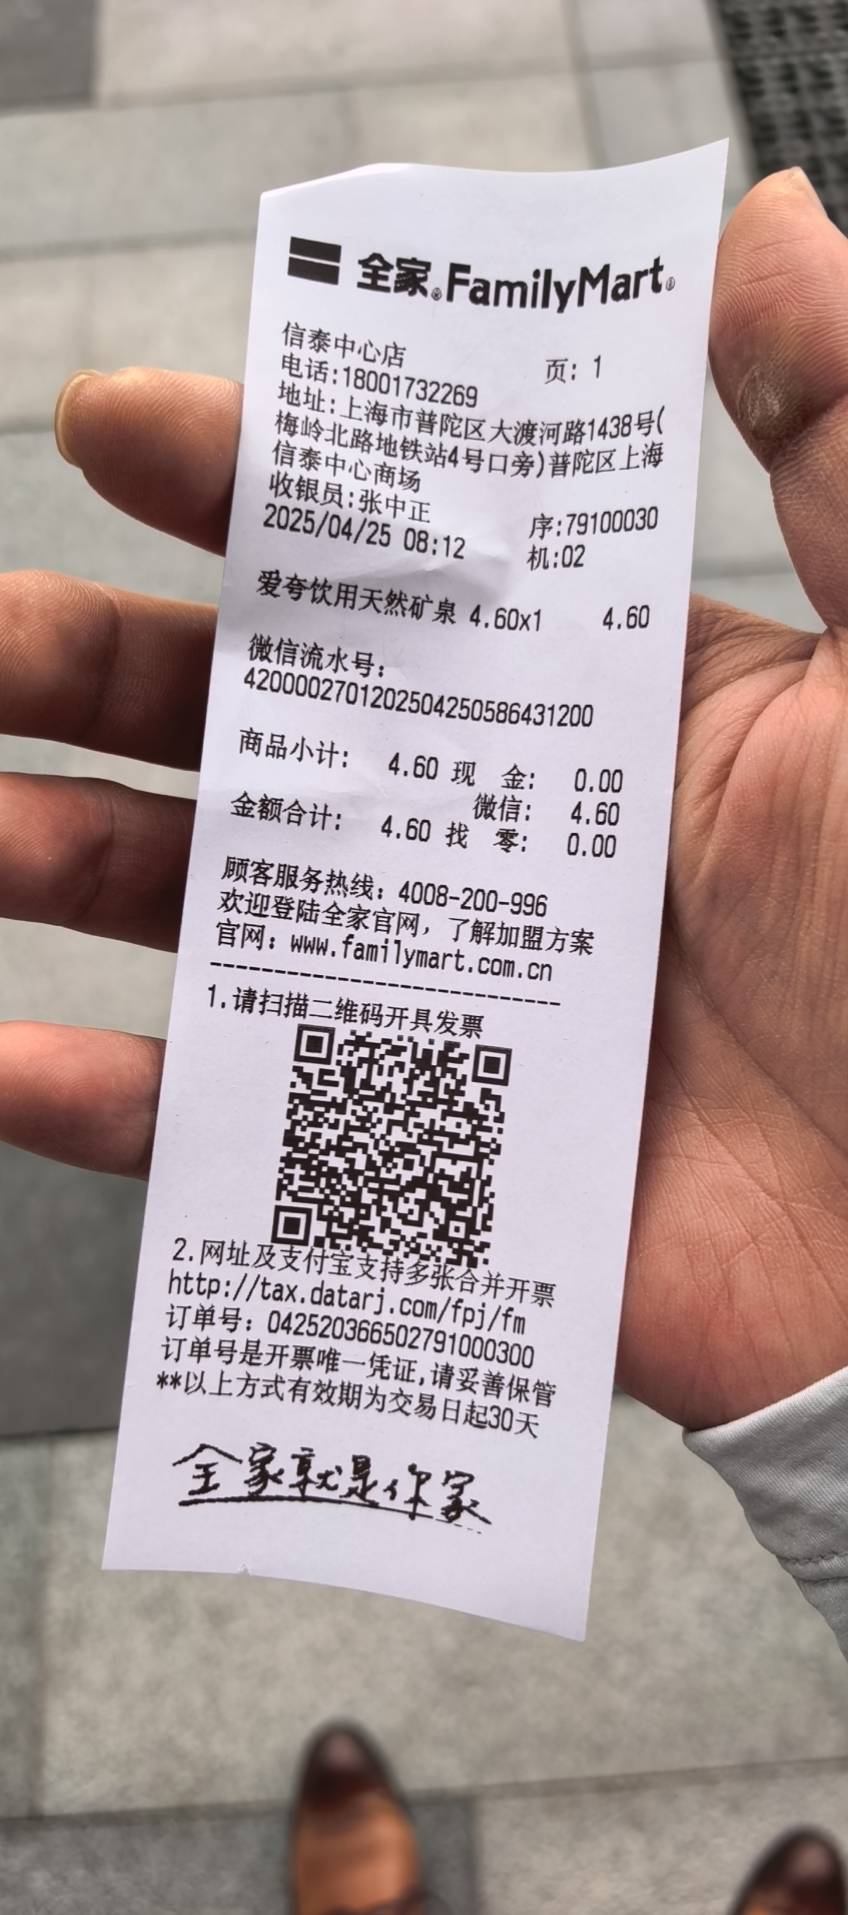 全家®FamilyMart®
信泰中心店 页: 1
电话:18001732269
地址:上海市普陀区大渡河路1438号(
梅岭北路地铁站4号口旁)普陀区上海
信泰中心商场
收银员:张中正 序:79100030
2025/04/25 08:12 机:02
爱夸饮用天然矿泉 4.60x1 4.60
微信流水号:
4200002701202504250586431200
商品小计: 4.60 现 金: 0.00
微信: 4.60
金额合计: 4.60 找 零: 0.00
顾客服务热线: 4008-200-996
欢迎登陆全家官网, 了解加盟方案
官网: www.familymart.com.cn
--------------------------------
1.请扫描二维码开具发票
2.网址及支付宝支持多张合并开票
http://tax.datarj.com/fpj/fm
订单号: 042520366502791000300
订单号是开票唯一凭证,请妥善保管
**以上方式有效期为交易日起30天
全家就是你家